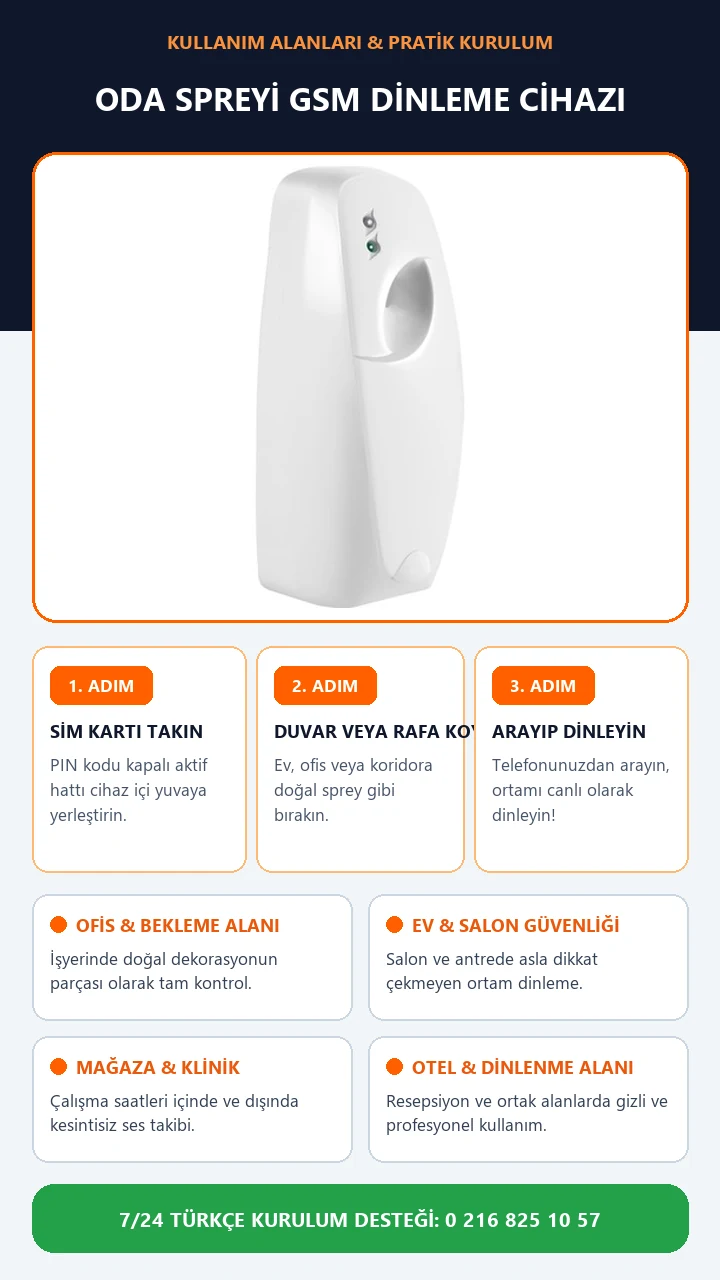 KULLANIM ALANLARI & PRATİK KURULUM
ODA SPREYİ GSM DİNLEME CİHAZI
1. ADIM
SİM KARTI TAKIN
PIN kodu kapalı aktif
hattı cihaz içi yuvaya
yerleştirin.
2. ADIM
DUVAR VEYA RAFA KOY
Ev, ofis veya koridora
doğal sprey gibi
bırakın.
3. ADIM
ARAYIP DİNLEYİN
Telefonunuzdan arayın,
ortamı canlı olarak
dinleyin!
OFİS & BEKLEME ALANI
İşyerinde doğal dekorasyonun
parçası olarak tam kontrol.
EV & SALON GÜVENLİĞİ
Salon ve antrede asla dikkat
çekmeyen ortam dinleme.
MAĞAZA & KLİNİK
Çalışma saatleri içinde ve dışında
kesintisiz ses takibi.
OTEL & DİNLENME ALANI
Resepsiyon ve ortak alanlarda gizli ve
profesyonel kullanım.
7/24 TÜRKÇE KURULUM DESTEĞİ: 0 216 825 10 57